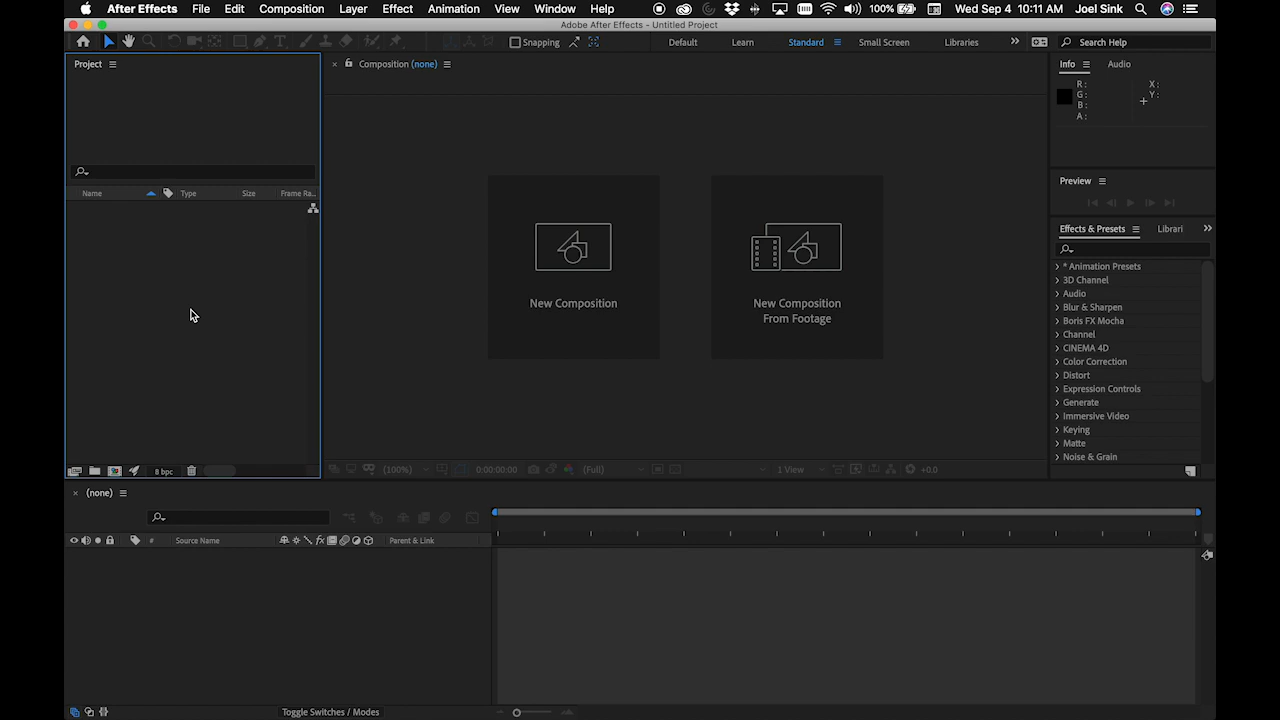 After Effects File Edit Composition Layer Effect Animation View Window Help 100% Wed Sep 4 10:11 AM Joel Sink
Adobe After Effects - Untitled Project
Snapping Default Learn Standard Small Screen Libraries Search Help
Project
Composition (none)
Info Audio
R: X:
G: Y:
B:
A:
Preview
Name Type Size Frame Ra...
Effects & Presets Librari
* Animation Presets
3D Channel
Audio
Blur & Sharpen
Boris FX Mocha
Channel
CINEMA 4D
Color Correction
Distort
Expression Controls
Generate
Immersive Video
Keying
Matte
Noise & Grain
New Composition
New Composition
From Footage
8 bpc
(100%) 0:00:00:00 (Full) 1 View +0.0
(none)
# Source Name fx Parent & Link
Toggle Switches / Modes